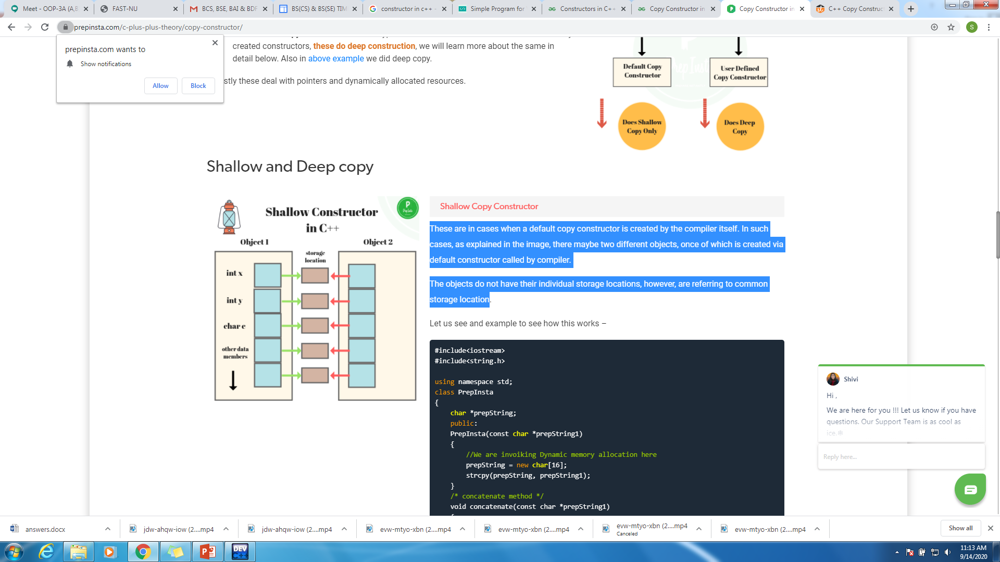 Meet - OOP-3A (A,B
FAST-NU
BCS, BSE, BAI & BDF
BS(CS) & BS(SE) TIM
constructor in c++ -
Simple Program for
Constructors in C++
Copy Constructor in
Copy Constructor in
C++ Copy Construc
prepinsta.com/c-plus-plus-theory/copy-constructor/
S
prepinsta.com wants to
Show notifications
Allow
Block
created constructors, these do deep construction, we will learn more about the same in
detail below. Also in above example we did deep copy.
stly these deal with pointers and dynamically allocated resources.
Default Copy
Constructor
User Defined
Copy Constructor
Does Shallow
Copy Only
Does Deep
Copy
Shallow and Deep copy
Shallow Constructor
in C++
Object 1
Object 2
storage
location
int x
int y
char c
other data
members
Shallow Copy Constructor
These are in cases when a default copy constructor is created by the compiler itself. In such
cases, as explained in the image, there maybe two different objects, once of which is created via
default constructor called by compiler.
The objects do not have their individual storage locations, however, are referring to common
storage location.
Let us see and example to see how this works –
#include<iostream>
#include<string.h>
using namespace std;
class PrepInsta
{
char *prepString;
public:
PrepInsta(const char *prepString1)
{
//We are invoiking Dynamic memory allocation here
prepString = new char[16];
strcpy(prepString, prepString1);
}
/* concatenate method */
void concatenate(const char *prepString1)
Shivi
Hi ,
We are here for you !!! Let us know if you have
questions. Our Support Team is as cool as
ice.❄
Reply here...
answers.docx
jdw-ahqw-iow (2....mp4
jdw-ahqw-iow (2....mp4
evw-mtyo-xbn (2....mp4
evw-mtyo-xbn (2....mp4
evw-mtyo-xbn (2....mp4
Canceled
evw-mtyo-xbn (2....mp4
Show all
DEV
C++
11:13 AM
9/14/2020